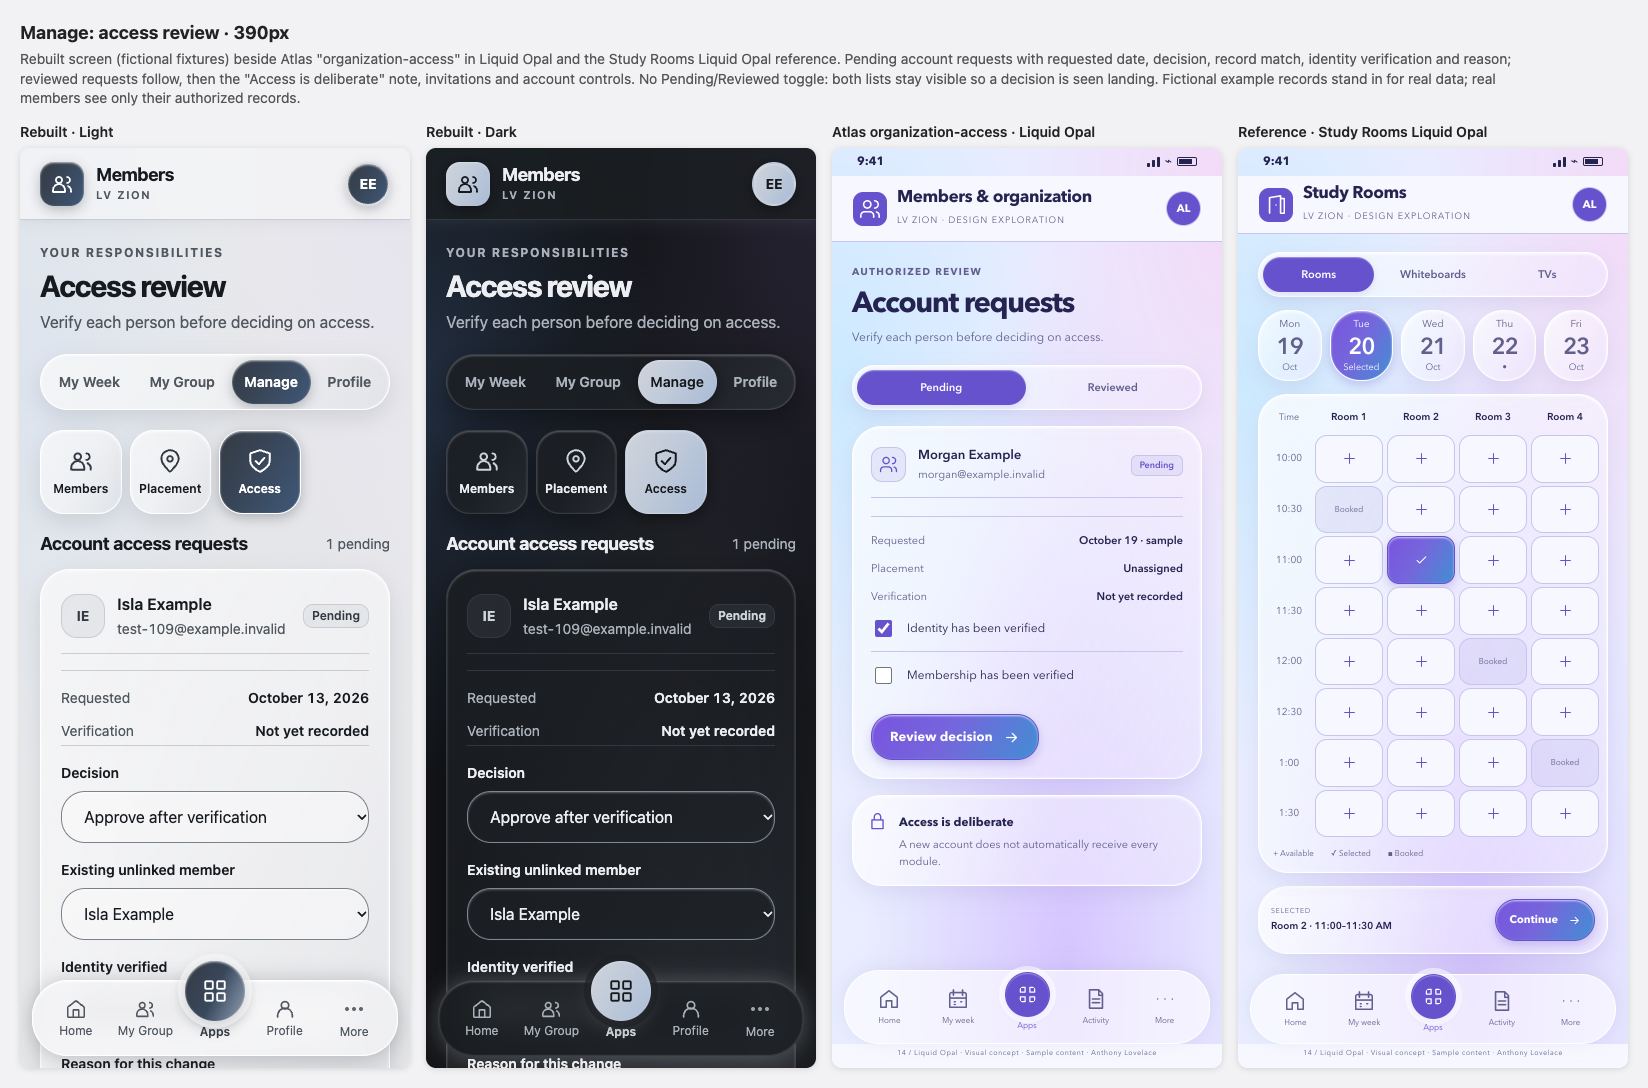 Manage: access review · 390px
Rebuilt screen (fictional fixtures) beside Atlas "organization-access" in Liquid Opal and the Study Rooms Liquid Opal reference. Pending account requests with requested date, decision, record match, identity verification and reason;
reviewed requests follow, then the "Access is deliberate" note, invitations and account controls. No Pending/Reviewed toggle: both lists stay visible so a decision is seen landing. Fictional example records stand in for real data; real
members see only their authorized records.
Rebuilt · Light
Members
LV ZION
EE
YOUR RESPONSIBILITIES
Access review
Verify each person before deciding on access.
My Week My Group Manage Profile
Members Placement Access
Account access requests 1 pending
IE
Isla Example
test-109@example.invalid
Pending
Requested October 13, 2026
Verification Not yet recorded
Decision
Approve after verification
Existing unlinked member
Isla Example
Identity verified
Home My Group Apps Profile More
Reason for this change
Rebuilt · Dark
Members
LV ZION
EE
YOUR RESPONSIBILITIES
Access review
Verify each person before deciding on access.
My Week My Group Manage Profile
Members Placement Access
Account access requests 1 pending
IE
Isla Example
test-109@example.invalid
Pending
Requested October 13, 2026
Verification Not yet recorded
Decision
Approve after verification
Existing unlinked member
Isla Example
Identity verified
Home My Group Apps Profile More
Reason for this change
Atlas organization-access · Liquid Opal
9:41
Members & organization
LV ZION · DESIGN EXPLORATION
AL
AUTHORIZED REVIEW
Account requests
Verify each person before deciding on access.
Pending Reviewed
Morgan Example
morgan@example.invalid
Pending
Requested October 19 · sample
Placement Unassigned
Verification Not yet recorded
Identity has been verified
Membership has been verified
Review decision →
Access is deliberate
A new account does not automatically receive every
module.
Home My week Apps Activity More
14 / Liquid Opal · Visual concept · Sample content · Anthony Lovelace
Reference · Study Rooms Liquid Opal
9:41
Study Rooms
LV ZION · DESIGN EXPLORATION
AL
Rooms Whiteboards TVs
Mon Tue Wed Thu Fri
19 20 21 22 23
Oct Selected Oct • Oct
Time Room 1 Room 2 Room 3 Room 4
10:00 + + + +
10:30 Booked + + +
11:00 + ✓ + +
11:30 + + + +
12:00 + + Booked +
12:30 + + + +
1:00 + + + Booked
1:30 + + + +
+ Available ✓ Selected ■ Booked
SELECTED
Room 2 · 11:00–11:30 AM
Continue →
Home My week Apps Activity More
14 / Liquid Opal · Visual concept · Sample content · Anthony Lovelace